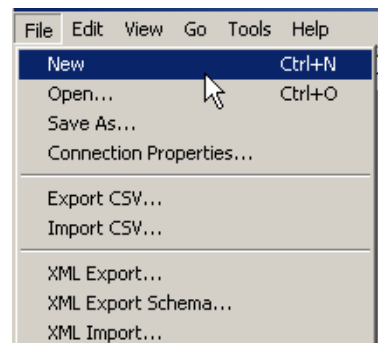 File Edit View Go Tools Help
New Ctrl+N
Open... Ctrl+O
Save As...
Connection Properties...
Export CSV...
Import CSV...
XML Export...
XML Export Schema...
XML Import...